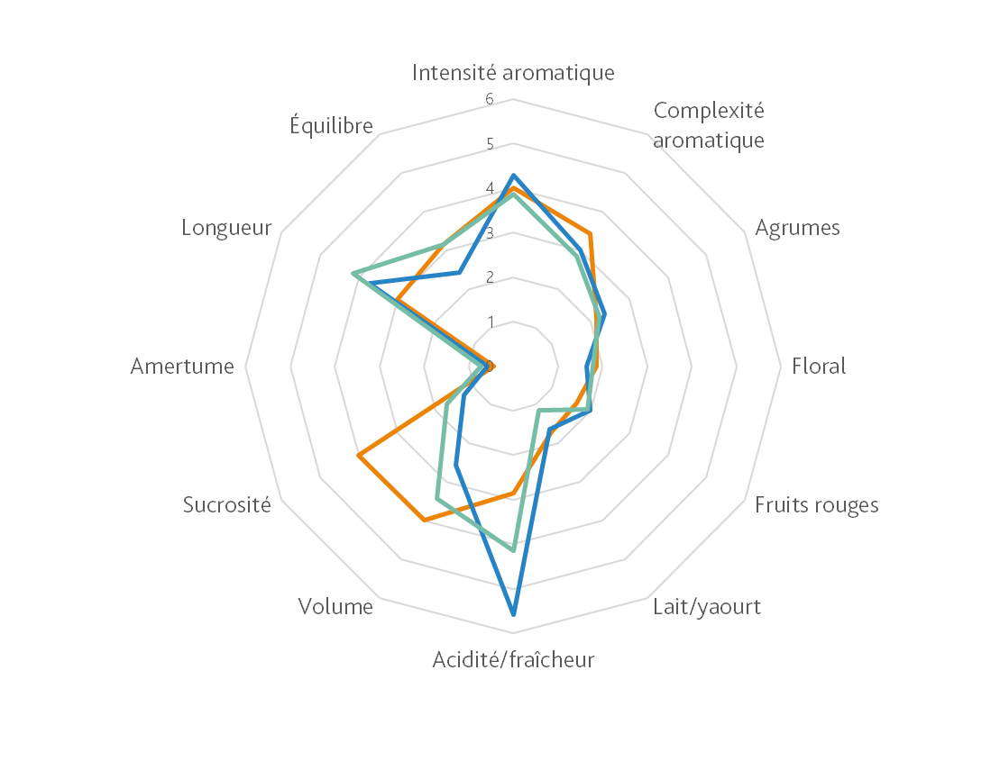 Intensité aromatique
Complexité
aromatique
Agrumes
Floral
Fruits rouges
Lait/yaourt
Acidité/fraîcheur
Volume
Sucrosité
Amertume
Longueur
Équilibre
6
5
4
3
2
1
0